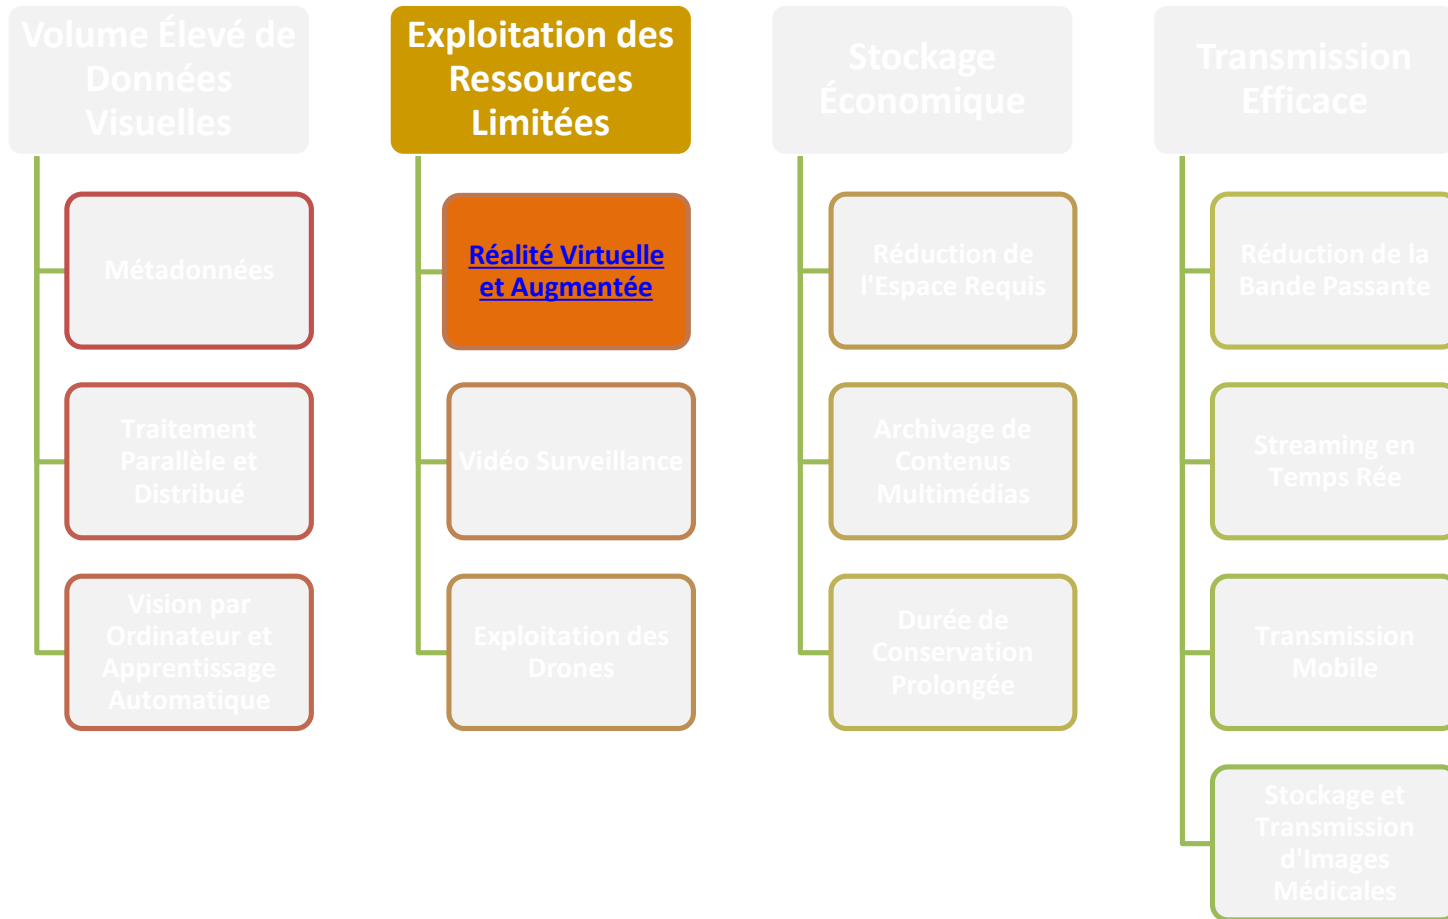 Volume Élevé de
Données
Visuelles
Métadonnées
Traitement
Parallèle et
Distribué
Vision par
Ordinateur et
Apprentissage
Automatique
Exploitation des
Ressources
Limitées
Réalité Virtuelle
et Augmentée
Vidéo Surveillance
Exploitation des
Drones
Stockage
Économique
Réduction de
l'Espace Requis
Archivage de
Contenus
Multimédias
Durée de
Conservation
Prolongée
Transmission
Efficace
Réduction de la
Bande Passante
Streaming en
Temps Rée
Transmission
Mobile
Stockage et
Transmission
d'Images
Médicales